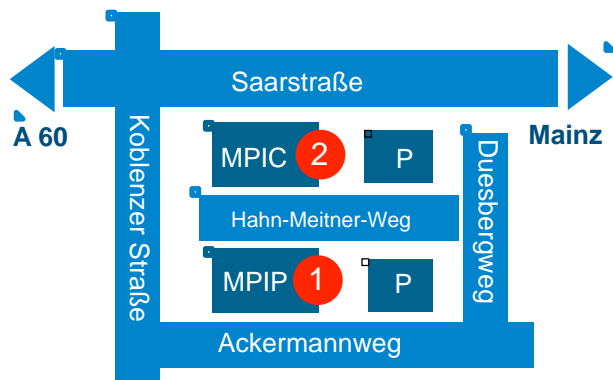 Saarstraße
A 60
Mainz
Koblenzer Straße
MPIC
2
P
Duesbergweg
Hahn-Meitner-Weg
MPIP
1
P
Ackermannweg